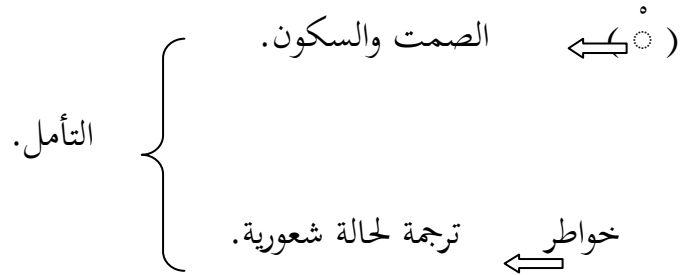 ( ْ ) الصمت والسكون.
التأمل.
خواطر ترجمة لحالة شعورية.